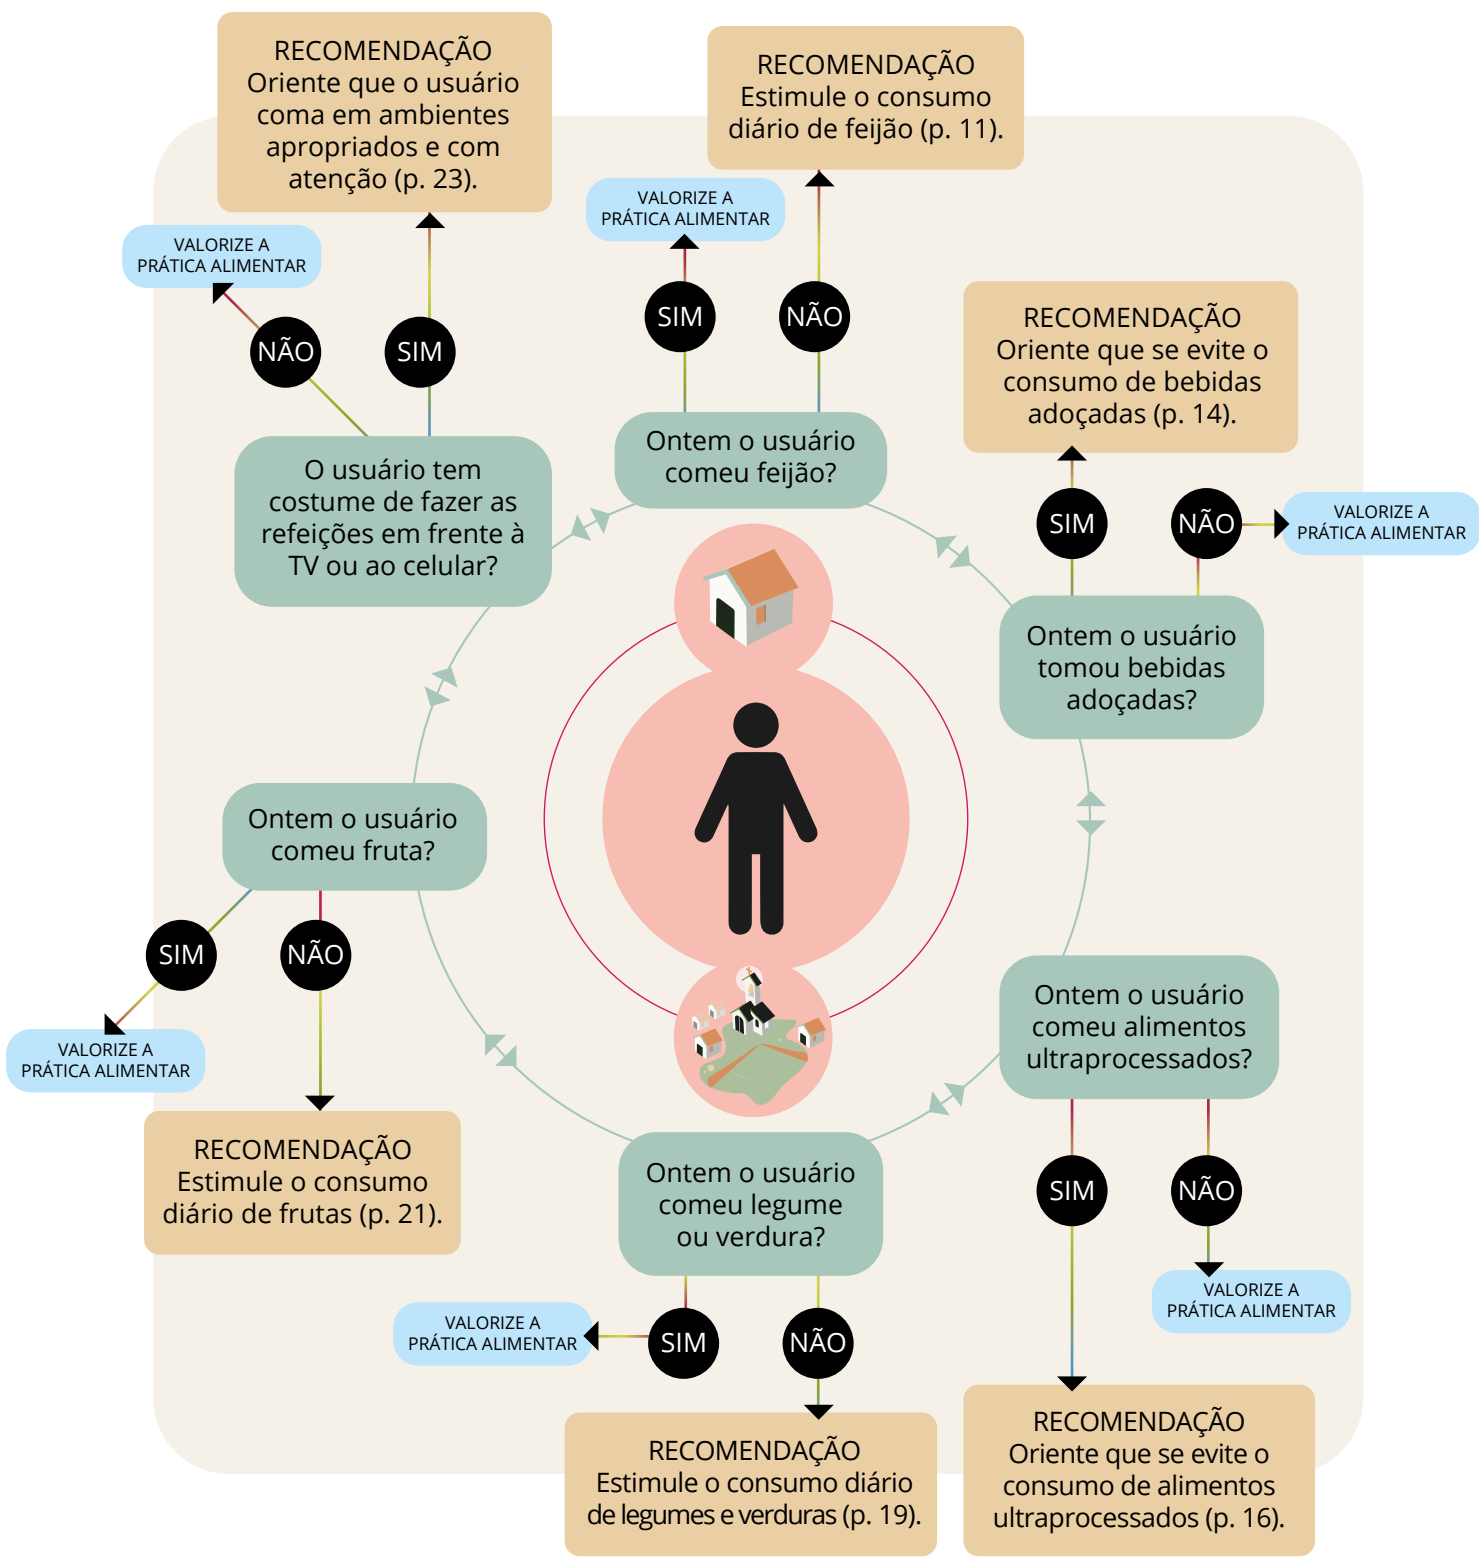 RECOMENDAÇÃO
Oriente que o usuário
coma em ambientes
apropriados e com
atenção (p. 23).
VALORIZE A
PRÁTICA ALIMENTAR
NÃO
SIM
O usuário tem
costume de fazer as
refeições em frente à
TV ou ao celular?
RECOMENDAÇÃO
Estimule o consumo
diário de feijão (p. 11).
VALORIZE A
PRÁTICA ALIMENTAR
SIM
NÃO
Ontem o usuário
comeu feijão?
RECOMENDAÇÃO
Oriente que se evite o
consumo de bebidas
adoçadas (p. 14).
SIM
NÃO
VALORIZE A
PRÁTICA ALIMENTAR
Ontem o usuário
tomou bebidas
adoçadas?
Ontem o usuário
comeu fruta?
SIM
NÃO
VALORIZE A
PRÁTICA ALIMENTAR
RECOMENDAÇÃO
Estimule o consumo
diário de frutas (p. 21).
Ontem o usuário
comeu alimentos
ultraprocessados?
SIM
NÃO
VALORIZE A
PRÁTICA ALIMENTAR
RECOMENDAÇÃO
Oriente que se evite o
consumo de alimentos
ultraprocessados (p. 16).
Ontem o usuário
comeu legume
ou verdura?
VALORIZE A
PRÁTICA ALIMENTAR
SIM
NÃO
RECOMENDAÇÃO
Estimule o consumo diário
de legumes e verduras (p. 19).